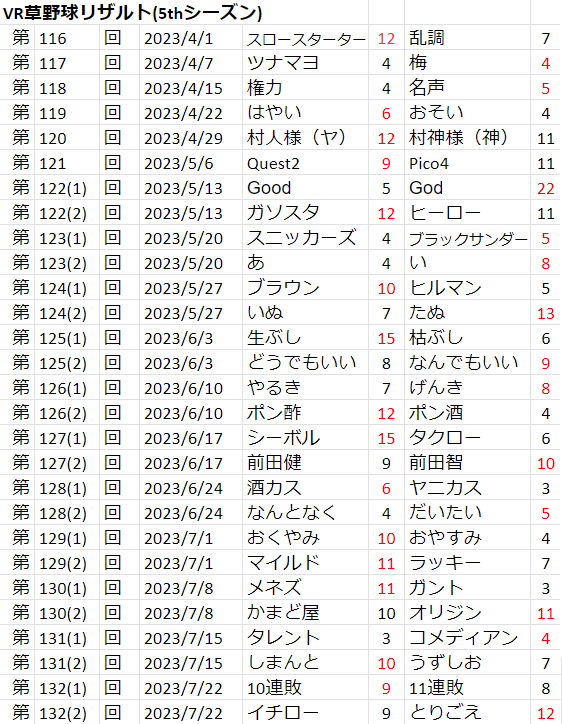 VR草野球リザルト(5thシーズン)
第 116 回 2023/4/1 スロースターター 12 乱調 7
第 117 回 2023/4/7 ツナマヨ 4 梅 4
第 118 回 2023/4/15 権力 4 名声 5
第 119 回 2023/4/22 はやい 6 おそい 4
第 120 回 2023/4/29 村人様（ヤ） 12 村神様（神） 11
第 121 回 2023/5/6 Quest2 9 Pico4 11
第 122(1) 回 2023/5/13 Good 5 God 22
第 122(2) 回 2023/5/13 ガソスタ 12 ヒーロー 11
第 123(1) 回 2023/5/20 スニッカーズ 4 ブラックサンダー 5
第 123(2) 回 2023/5/20 あ 4 い 8
第 124(1) 回 2023/5/27 ブラウン 10 ヒルマン 5
第 124(2) 回 2023/5/27 いぬ 7 たぬ 13
第 125(1) 回 2023/6/3 生ぶし 15 枯ぶし 6
第 125(2) 回 2023/6/3 どうでもいい 8 なんでもいい 9
第 126(1) 回 2023/6/10 やるき 7 げんき 8
第 126(2) 回 2023/6/10 ポン酢 12 ポン酒 4
第 127(1) 回 2023/6/17 シーボル 15 タクロー 6
第 127(2) 回 2023/6/17 前田健 9 前田智 10
第 128(1) 回 2023/6/24 酒カス 6 ヤニカス 3
第 128(2) 回 2023/6/24 なんとなく 4 だいたい 5
第 129(1) 回 2023/7/1 おくやみ 10 おやすみ 4
第 129(2) 回 2023/7/1 マイルド 11 ラッキー 7
第 130(1) 回 2023/7/8 メネズ 11 ガント 3
第 130(2) 回 2023/7/8 かまど屋 10 オリジン 11
第 131(1) 回 2023/7/15 タレント 3 コメディアン 4
第 131(2) 回 2023/7/15 しまんと 10 うずしお 7
第 132(1) 回 2023/7/22 10連敗 9 11連敗 8
第 132(2) 回 2023/7/22 イチロー 9 とりごえ 12